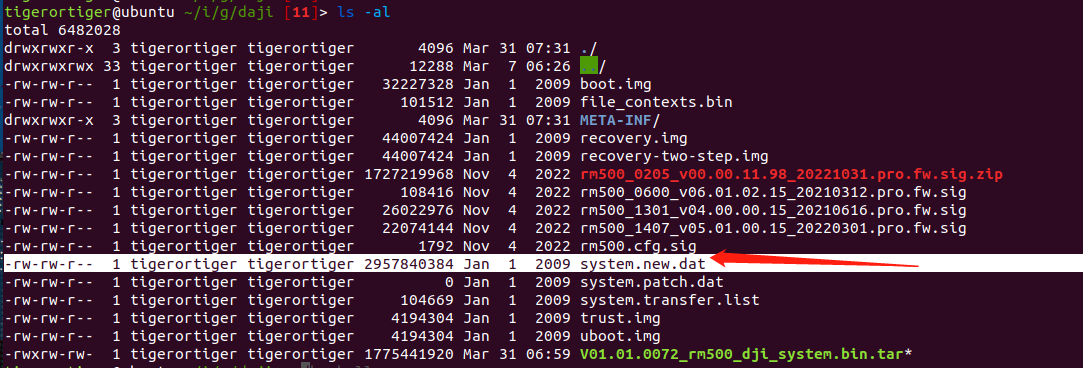 tigerortiger@ubuntu ~/i/g/daji [11]> ls -al
total 6482028
drwxrwxr-x  3 tigerortiger tigerortiger       4096 Mar 31 07:31 ./
drwxrwxrwx 33 tigerortiger tigerortiger      12288 Mar  7 06:26 ../
-rw-rw-r--  1 tigerortiger tigerortiger   32227328 Jan  1  2009 boot.img
-rw-rw-r--  1 tigerortiger tigerortiger     101512 Jan  1  2009 file_contexts.bin
drwxrwxr-x  3 tigerortiger tigerortiger       4096 Mar 31 07:31 META-INF/
-rw-rw-r--  1 tigerortiger tigerortiger   44007424 Jan  1  2009 recovery.img
-rw-rw-r--  1 tigerortiger tigerortiger   44007424 Jan  1  2009 recovery-two-step.img
-rw-rw-r--  1 tigerortiger tigerortiger 1727219968 Nov  4  2022 rm500_0205_v00.00.11.98_20221031.pro.fw.sig.zip
-rw-rw-r--  1 tigerortiger tigerortiger     108416 Nov  4  2022 rm500_0600_v06.01.02.15_20210312.pro.fw.sig
-rw-rw-r--  1 tigerortiger tigerortiger   26022976 Nov  4  2022 rm500_1301_v04.00.00.15_20210616.pro.fw.sig
-rw-rw-r--  1 tigerortiger tigerortiger   22074144 Nov  4  2022 rm500_1407_v05.01.00.15_20220301.pro.fw.sig
-rw-rw-r--  1 tigerortiger tigerortiger       1792 Nov  4  2022 rm500.cfg.sig
-rw-rw-r--  1 tigerortiger tigerortiger 2957840384 Jan  1  2009 system.new.dat
-rw-rw-r--  1 tigerortiger tigerortiger          0 Jan  1  2009 system.patch.dat
-rw-rw-r--  1 tigerortiger tigerortiger     104669 Jan  1  2009 system.transfer.list
-rw-rw-r--  1 tigerortiger tigerortiger    4194304 Jan  1  2009 trust.img
-rw-rw-r--  1 tigerortiger tigerortiger    4194304 Jan  1  2009 uboot.img
-rwxrw-rw-  1 tigerortiger tigerortiger 1775441920 Mar 31 06:59 V01.01.0072_rm500_dji_system.bin.tar*